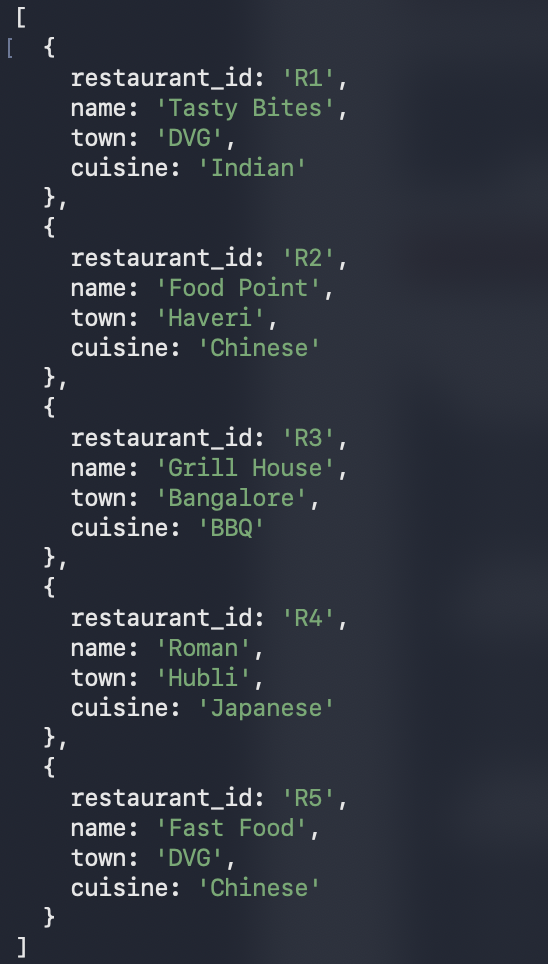 [
[ {
restaurant_id: 'R1',
name: 'Tasty Bites',
town: 'DVG',
cuisine: 'Indian'
},
{
restaurant_id: 'R2',
name: 'Food Point',
town: 'Haveri',
cuisine: 'Chinese'
},
{
restaurant_id: 'R3',
name: 'Grill House',
town: 'Bangalore',
cuisine: 'BBQ'
},
{
restaurant_id: 'R4',
name: 'Roman',
town: 'Hubli',
cuisine: 'Japanese'
},
{
restaurant_id: 'R5',
name: 'Fast Food',
town: 'DVG',
cuisine: 'Chinese'
}
]